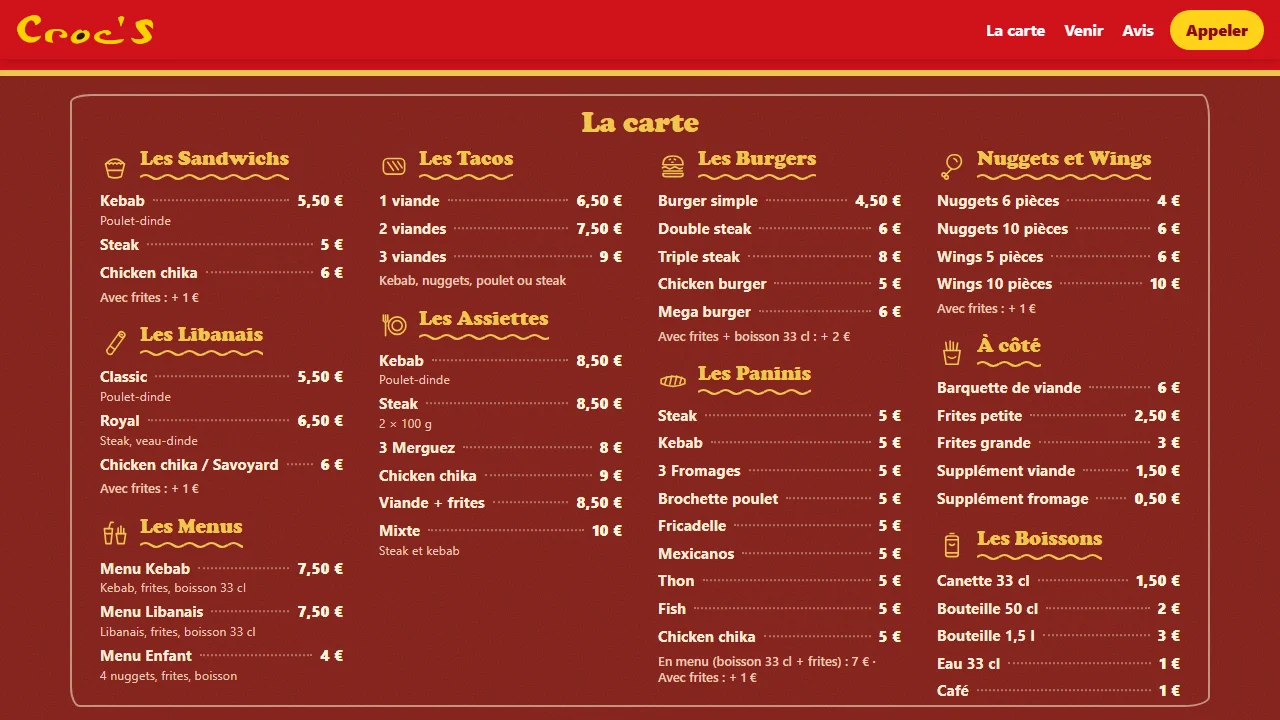 Croc'S
La carte
Venir
Avis
Appeler
La carte
Les Sandwichs
Kebab 5,50 €
Poulet-dinde
Steak 5 €
Chicken chika 6 €
Avec frites : + 1 €
Les Libanais
Classic 5,50 €
Poulet-dinde
Royal 6,50 €
Steak, veau-dinde
Chicken chika / Savoyard 6 €
Avec frites : + 1 €
Les Menus
Menu Kebab 7,50 €
Kebab, frites, boisson 33 cl
Menu Libanais 7,50 €
Libanais, frites, boisson 33 cl
Menu Enfant 4 €
4 nuggets, frites, boisson
Les Tacos
1 viande 6,50 €
2 viandes 7,50 €
3 viandes 9 €
Kebab, nuggets, poulet ou steak
Les Assiettes
Kebab 8,50 €
Poulet-dinde
Steak 8,50 €
2 × 100 g
3 Merguez 8 €
Chicken chika 9 €
Viande + frites 8,50 €
Mixte 10 €
Steak et kebab
Les Burgers
Burger simple 4,50 €
Double steak 6 €
Triple steak 8 €
Chicken burger 5 €
Mega burger 6 €
Avec frites + boisson 33 cl : + 2 €
Les Paninis
Steak 5 €
Kebab 5 €
3 Fromages 5 €
Brochette poulet 5 €
Fricadelle 5 €
Mexicanos 5 €
Thon 5 €
Fish 5 €
Chicken chika 5 €
En menu (boisson 33 cl + frites) : 7 € ·
Avec frites : + 1 €
Nuggets et Wings
Nuggets 6 pièces 4 €
Nuggets 10 pièces 6 €
Wings 5 pièces 6 €
Wings 10 pièces 10 €
Avec frites : + 1 €
À côté
Barquette de viande 6 €
Frites petite 2,50 €
Frites grande 3 €
Supplément viande 1,50 €
Supplément fromage 0,50 €
Les Boissons
Canette 33 cl 1,50 €
Bouteille 50 cl 2 €
Bouteille 1,5 l 3 €
Eau 33 cl 1 €
Café 1 €